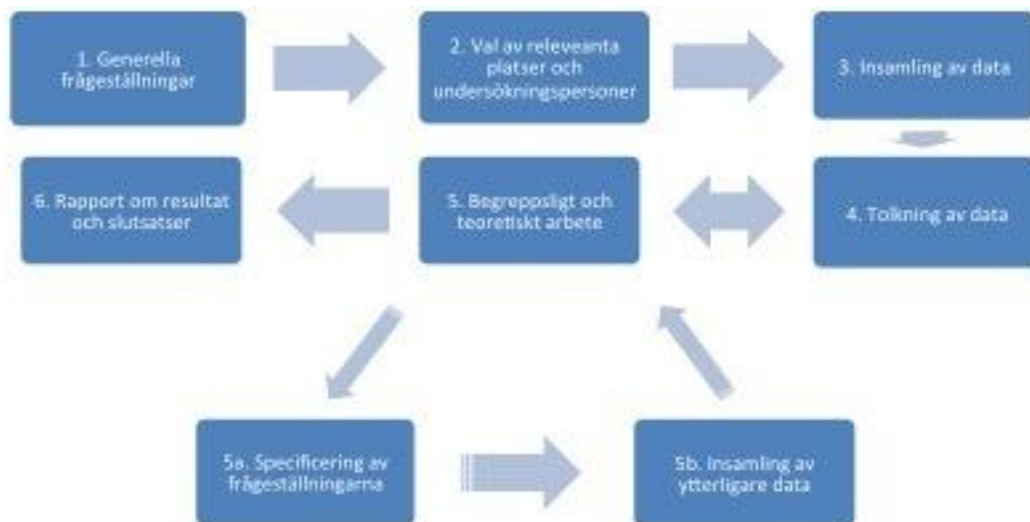 1. Generella
frågeställningar
2. Val av releveanta
platser och
undersökningspersoner
3. Insamling av data
6. Rapport om resultat
och slutsatser
5. Begreppsligt och
teoretiskt arbete
4. Tolkning av data
5a. Specificering av
frågeställningarna
5b. Insamling av
ytterligare data